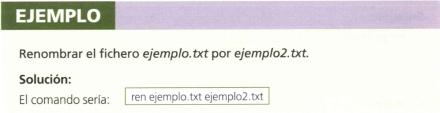 EJEMPLO
Renombrar el fichero ejemplo.txt por ejemplo2.txt.
Solución:
El comando sería: ren ejemplo.txt ejemplo2.txt